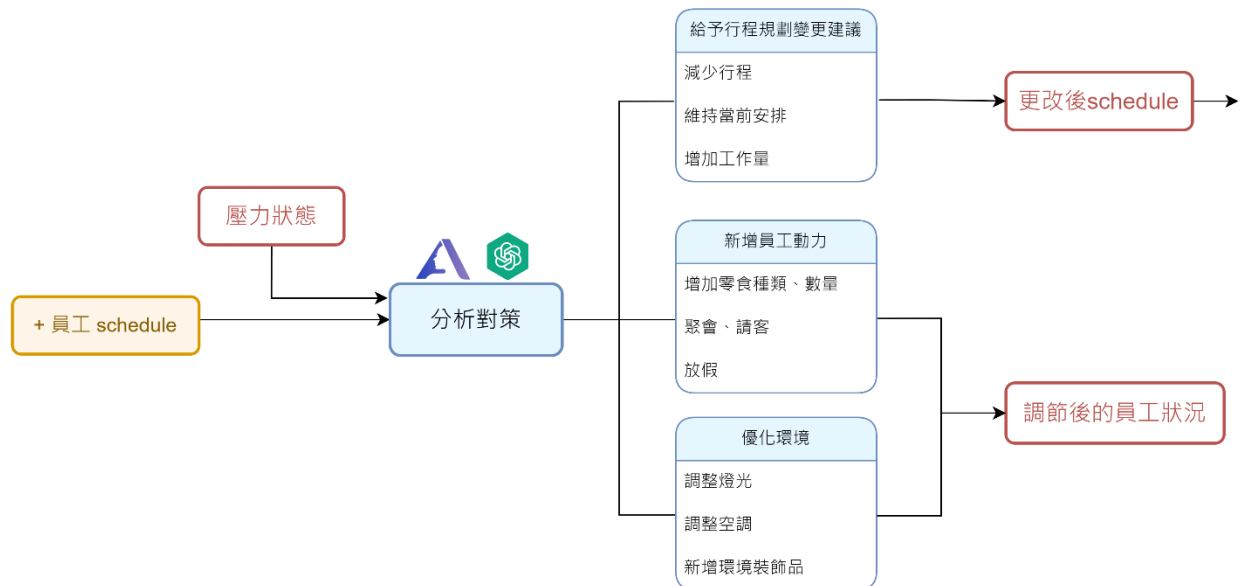 給予行程規劃變更建議
減少行程
維持當前安排
增加工作量
更改後schedule
壓力狀態
+ 員工 schedule
分析對策
新增員工動力
增加零食種類、數量
聚會、請客
放假
調節後的員工狀況
優化環境
調整燈光
調整空調
新增環境裝飾品